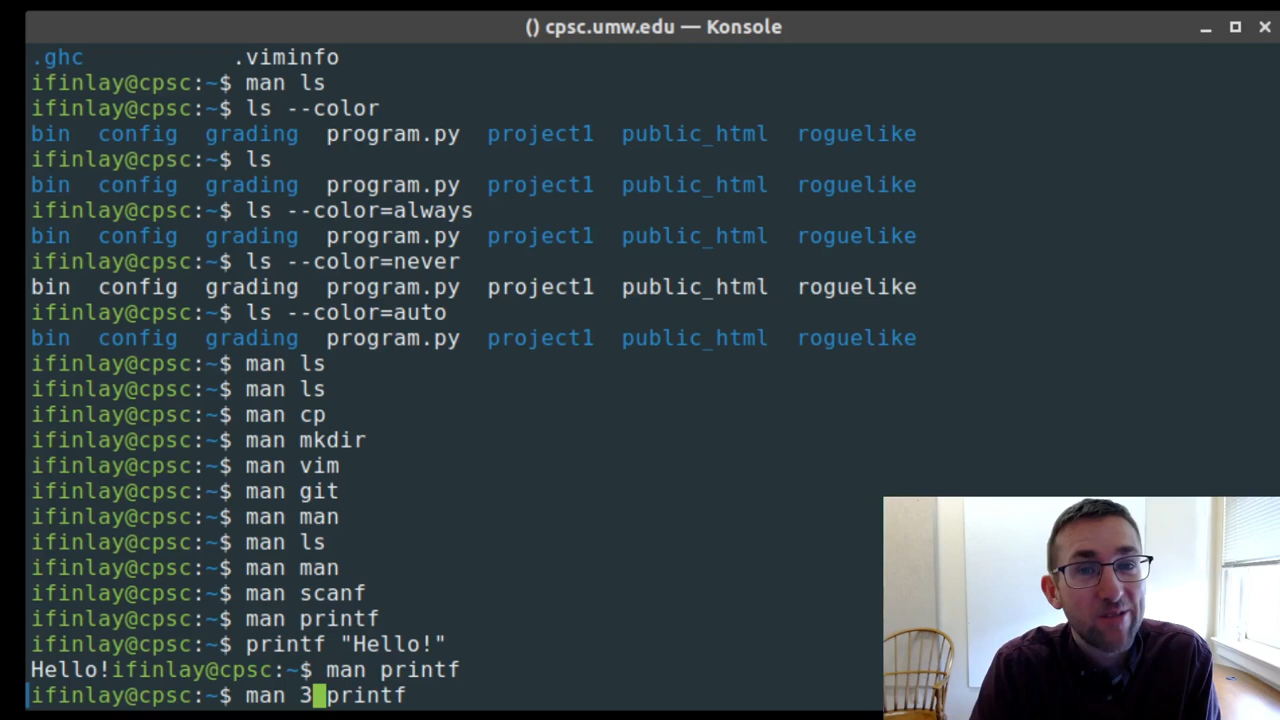 () cpsc.umw.edu — Konsole
.ghc .viminfo
ifinlay@cpsc:~$ man ls
ifinlay@cpsc:~$ ls --color
bin config grading program.py project1 public_html roguelike
ifinlay@cpsc:~$ ls
bin config grading program.py project1 public_html roguelike
ifinlay@cpsc:~$ ls --color=always
bin config grading program.py project1 public_html roguelike
ifinlay@cpsc:~$ ls --color=never
bin config grading program.py project1 public_html roguelike
ifinlay@cpsc:~$ ls --color=auto
bin config grading program.py project1 public_html roguelike
ifinlay@cpsc:~$ man ls
ifinlay@cpsc:~$ man ls
ifinlay@cpsc:~$ man cp
ifinlay@cpsc:~$ man mkdir
ifinlay@cpsc:~$ man vim
ifinlay@cpsc:~$ man git
ifinlay@cpsc:~$ man man
ifinlay@cpsc:~$ man ls
ifinlay@cpsc:~$ man man
ifinlay@cpsc:~$ man scanf
ifinlay@cpsc:~$ man printf
ifinlay@cpsc:~$ printf "Hello!"
Hello!ifinlay@cpsc:~$ man printf
ifinlay@cpsc:~$ man 3 printf